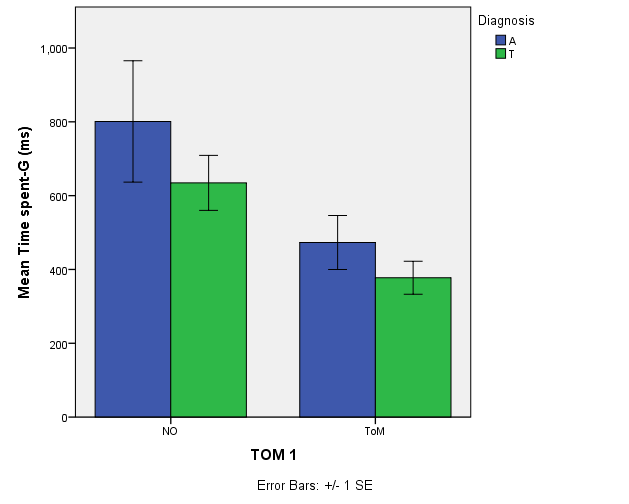 Diagnosis
A
T
Mean Time spent-G (ms)
1,000
800
600
400
200
0
NO
ToM
TOM 1
Error Bars: +/- 1 SE